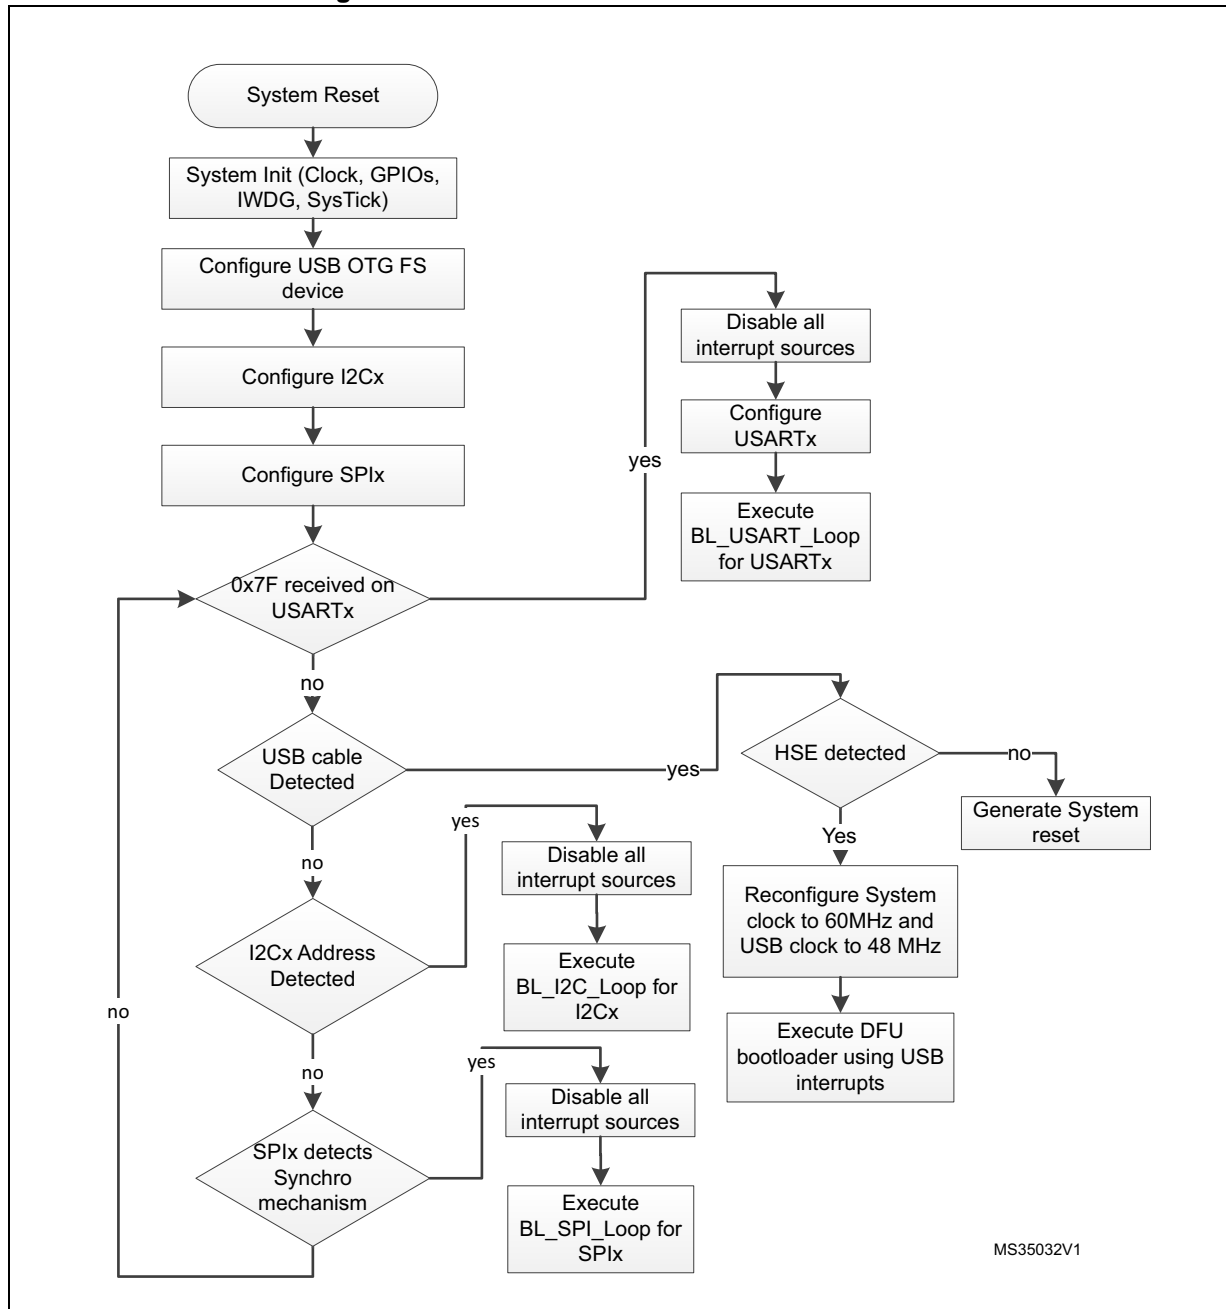 System Reset
System Init (Clock, GPIOs,
IWDG, SysTick)
Configure USB OTG FS
device
Configure I2Cx
Configure SPIx
0x7F received on
USARTx
yes
Disable all
interrupt sources
Configure
USARTx
Execute
BL_USART_Loop
for USARTx
no
USB cable
Detected
yes
HSE detected
no
Generate System
reset
Yes
Reconfigure System
clock to 60MHz and
USB clock to 48 MHz
Execute DFU
bootloader using USB
interrupts
no
I2Cx Address
Detected
yes
Disable all
interrupt sources
Execute
BL_I2C_Loop for
I2Cx
no
SPIx detects
Synchro
mechanism
yes
Disable all
interrupt sources
Execute
BL_SPI_Loop for
SPIx
no
MS35032V1